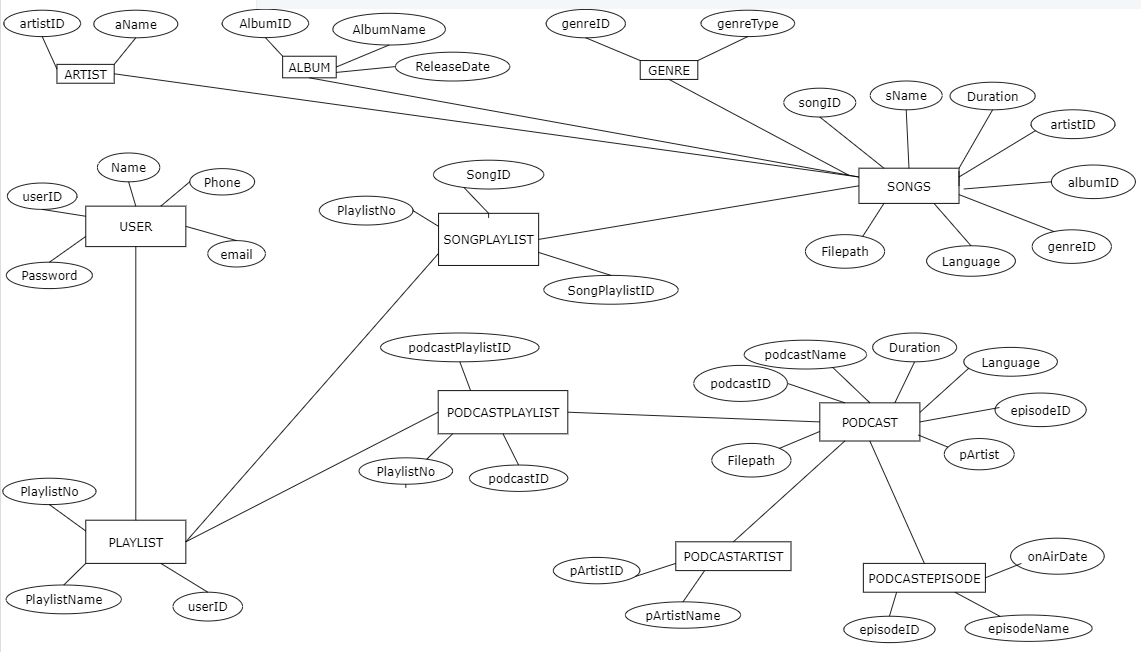 artistID
aName
AlbumID
AlbumName
genreID
genreType
ARTIST
ALBUM
ReleaseDate
GENRE
songID
sName
Duration
artistID
albumID
SONGS
genreID
Filepath
Language
Name
userID
Phone
USER
Password
email
SongID
PlaylistNo
SONGPLAYLIST
SongPlaylistID
podcastPlaylistID
PODCASTPLAYLIST
PlaylistNo
podcastID
podcastName
Duration
Language
podcastID
episodeID
PODCAST
pArtist
Filepath
PlaylistNo
PLAYLIST
PlaylistName
userID
PODCASTARTIST
pArtistID
pArtistName
onAirDate
PODCASTEPISODE
episodeID
episodeName